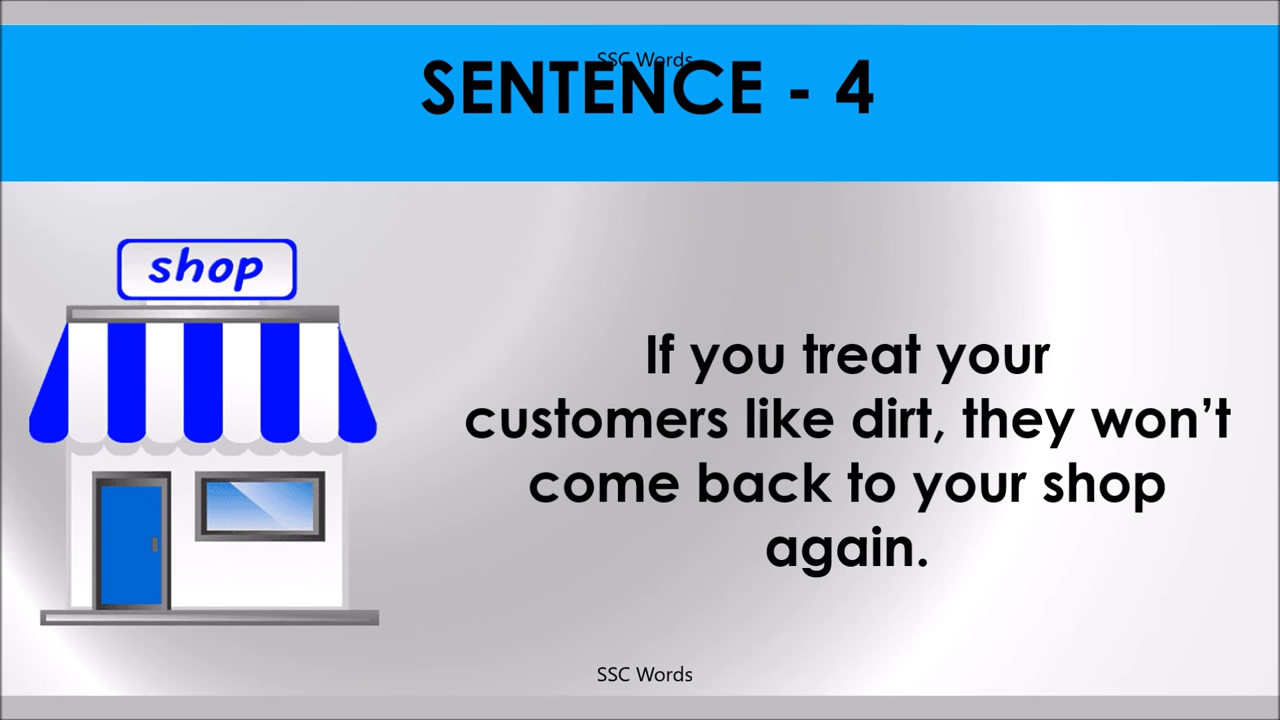 SSC Words
SENTENCE - 4
shop
If you treat your
customers like dirt, they won’t
come back to your shop
again.
SSC Words